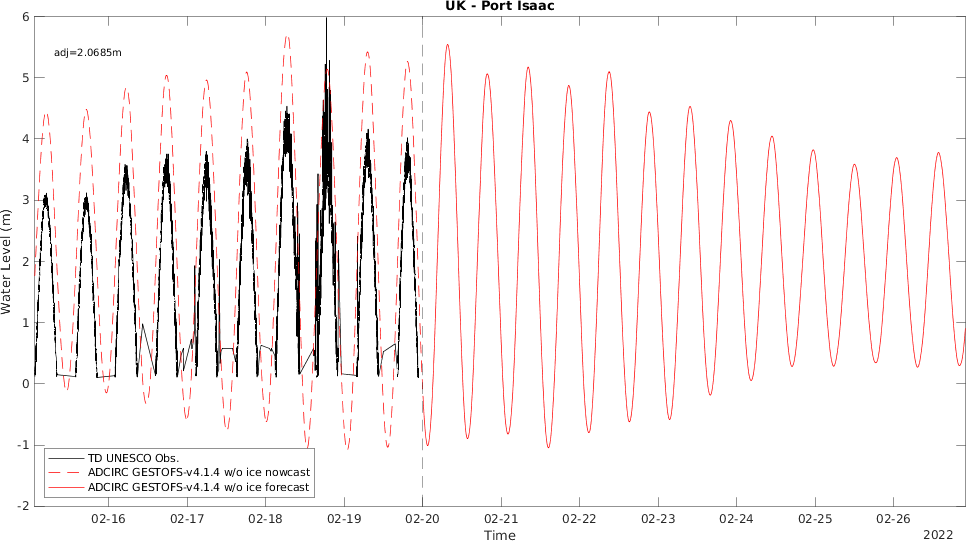 UK - Port Isaac
6
adj=2.0685m
5
4
3
2
1
0
-1
-2
Water Level (m)
TD UNESCO Obs.
ADCIRC GESTOFS-v4.1.4 w/o ice nowcast
ADCIRC GESTOFS-v4.1.4 w/o ice forecast
02-16 02-17 02-18 02-19 02-20 02-21 02-22 02-23 02-24 02-25 02-26
Time
2022